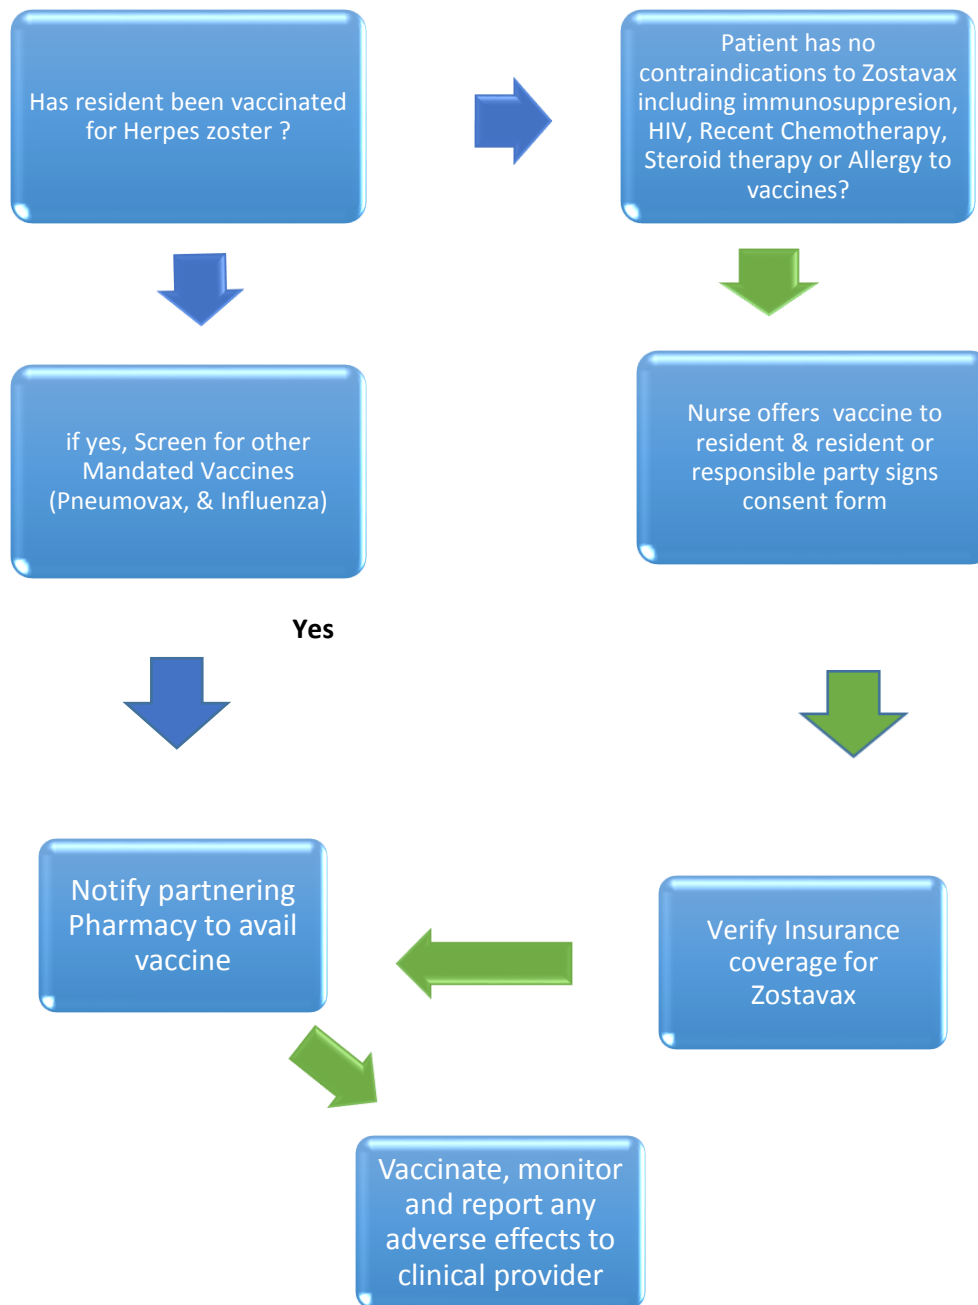 Has resident been vaccinated
for Herpes zoster ?
Patient has no
contraindications to Zostavax
including immunosuppresion,
HIV, Recent Chemotherapy,
Steroid therapy or Allergy to
vaccines?
if yes, Screen for other
Mandated Vaccines
(Pneumovax, & Influenza)
Nurse offers vaccine to
resident & resident or
responsible party signs
consent form
Yes
Notify partnering
Pharmacy to avail
vaccine
Verify Insurance
coverage for
Zostavax
Vaccinate, monitor
and report any
adverse effects to
clinical provider